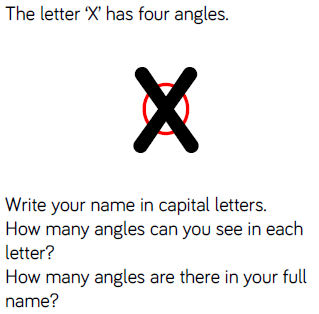 The letter ‘X’ has four angles.
X
Write your name in capital letters.
How many angles can you see in each
letter?
How many angles are there in your full
name?